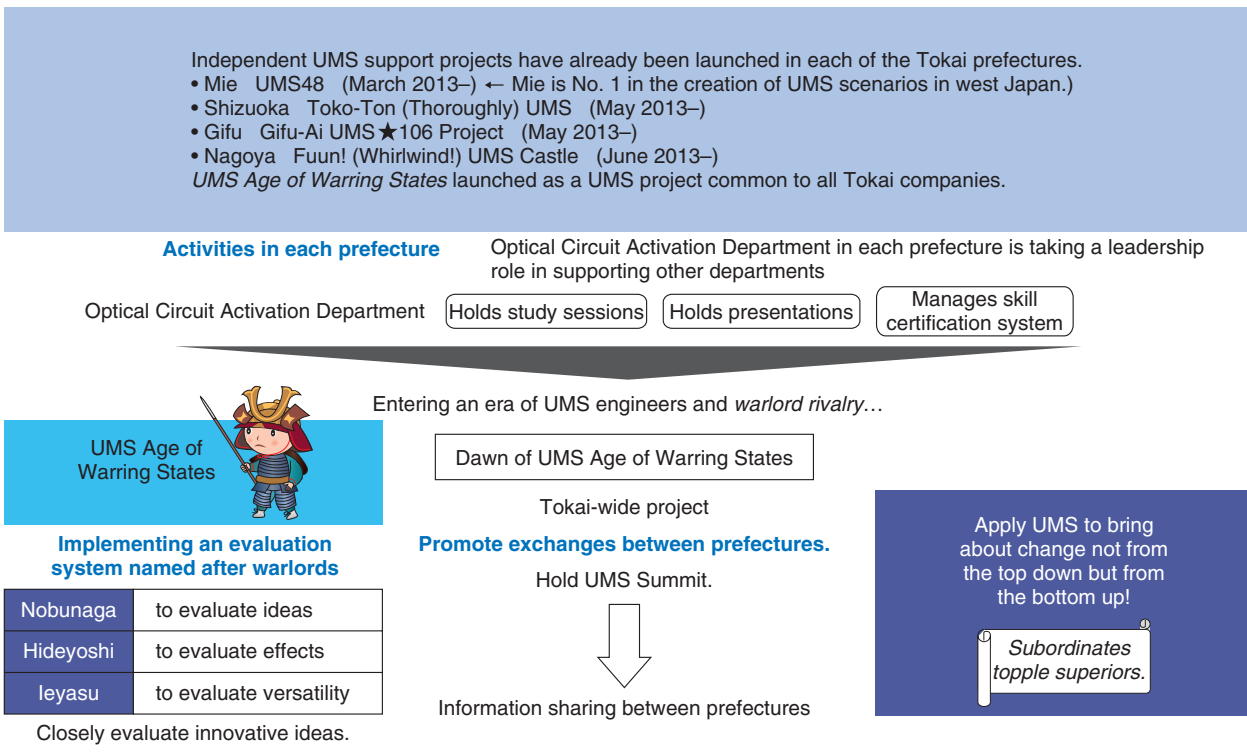 Independent UMS support projects have already been launched in each of the Tokai prefectures.
• Mie UMS48 (March 2013–) ← Mie is No. 1 in the creation of UMS scenarios in west Japan.)
• Shizuoka Toko-Ton (Thoroughly) UMS (May 2013–)
• Gifu Gifu-Ai UMS★106 Project (May 2013–)
• Nagoya Fuun! (Whirlwind!) UMS Castle (June 2013–)
UMS Age of Warring States launched as a UMS project common to all Tokai companies.
Activities in each prefecture
Optical Circuit Activation Department in each prefecture is taking a leadership
role in supporting other departments
Optical Circuit Activation Department
Holds study sessions
Holds presentations
Manages skill
certification system
Entering an era of UMS engineers and warlord rivalry…
UMS Age of
Warring States
Dawn of UMS Age of Warring States
Tokai-wide project
Implementing an evaluation
system named after warlords
Nobunaga to evaluate ideas
Hideyoshi to evaluate effects
Ieyasu to evaluate versatility
Closely evaluate innovative ideas.
Promote exchanges between prefectures.
Hold UMS Summit.
Information sharing between prefectures
Apply UMS to bring
about change not from
the top down but from
the bottom up!
Subordinates
topple superiors.